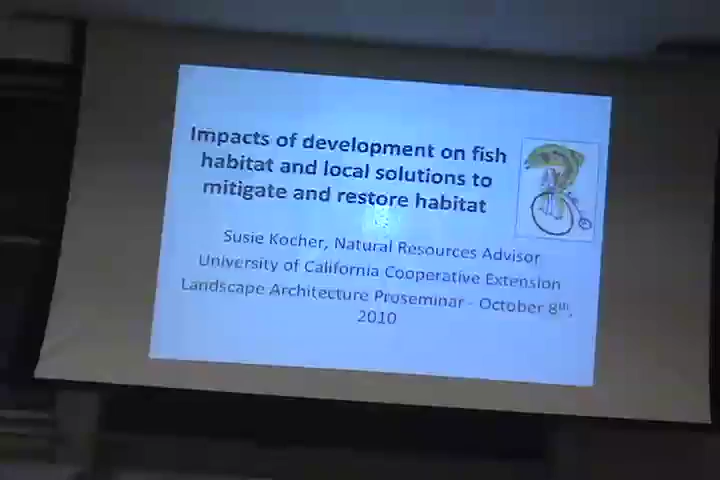 Impacts of development on fish
habitat and local solutions to
mitigate and restore habitat
Susie Kocher, Natural Resources Advisor
University of California Cooperative Extension
Landscape Architecture Proseminar - October 8th,
2010